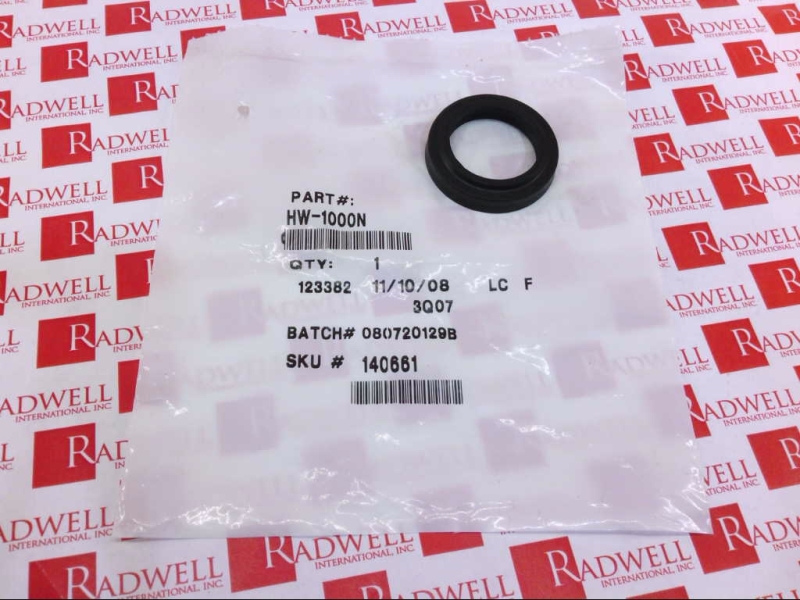 PART#:
HW-1000N
QTY: 1
123382 11/10/08 LC F
3Q07
BATCH# 080720129B
SKU # 140661
RADWELL
INTERNATIONAL, INC.